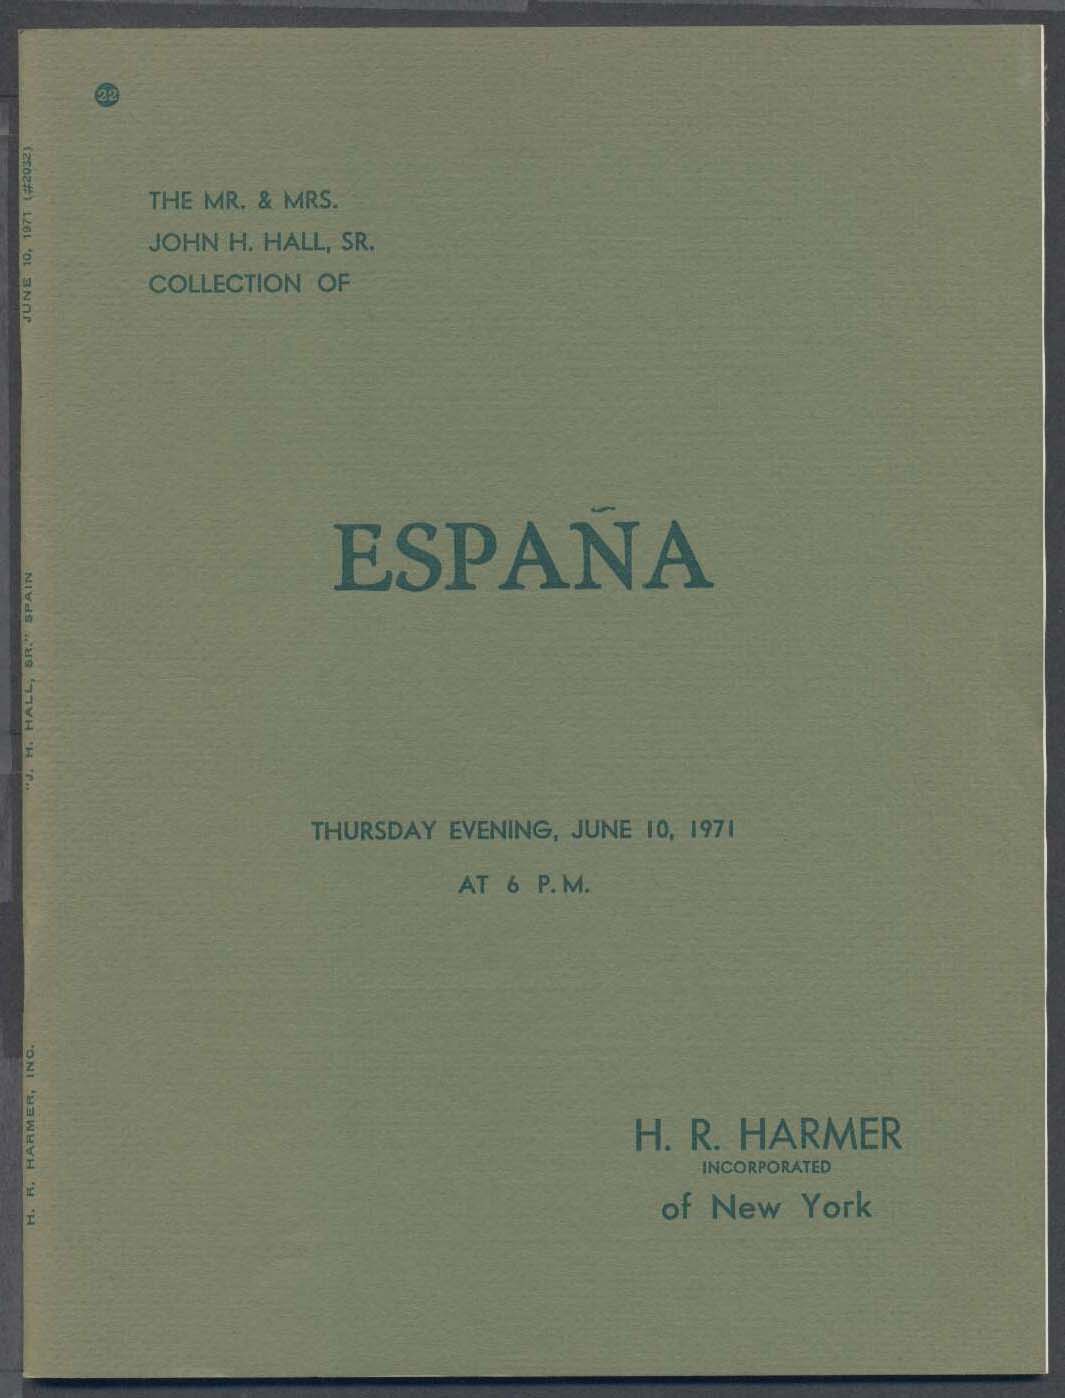 22
THE MR. & MRS.
JOHN H. HALL, SR.
COLLECTION OF
ESPAÑA
THURSDAY EVENING, JUNE 10, 1971
AT 6 P.M.
H. R. HARMER
INCORPORATED
of New York
H. R. HARMER, INC.
"J. H. HALL, SR." SPAIN
JUNE 10, 1971 (#2032)